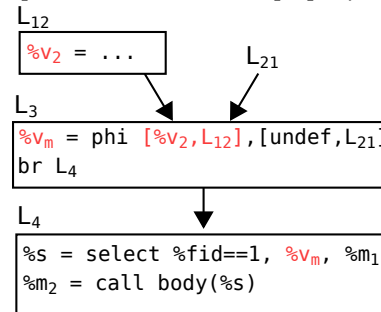 L12
%v2 = ...
L21
L3
%vm = phi [%v2,L12],[undef,L21]
br L4
L4
%s = select %fid==1, %vm, %m1
%m2 = call body(%s)